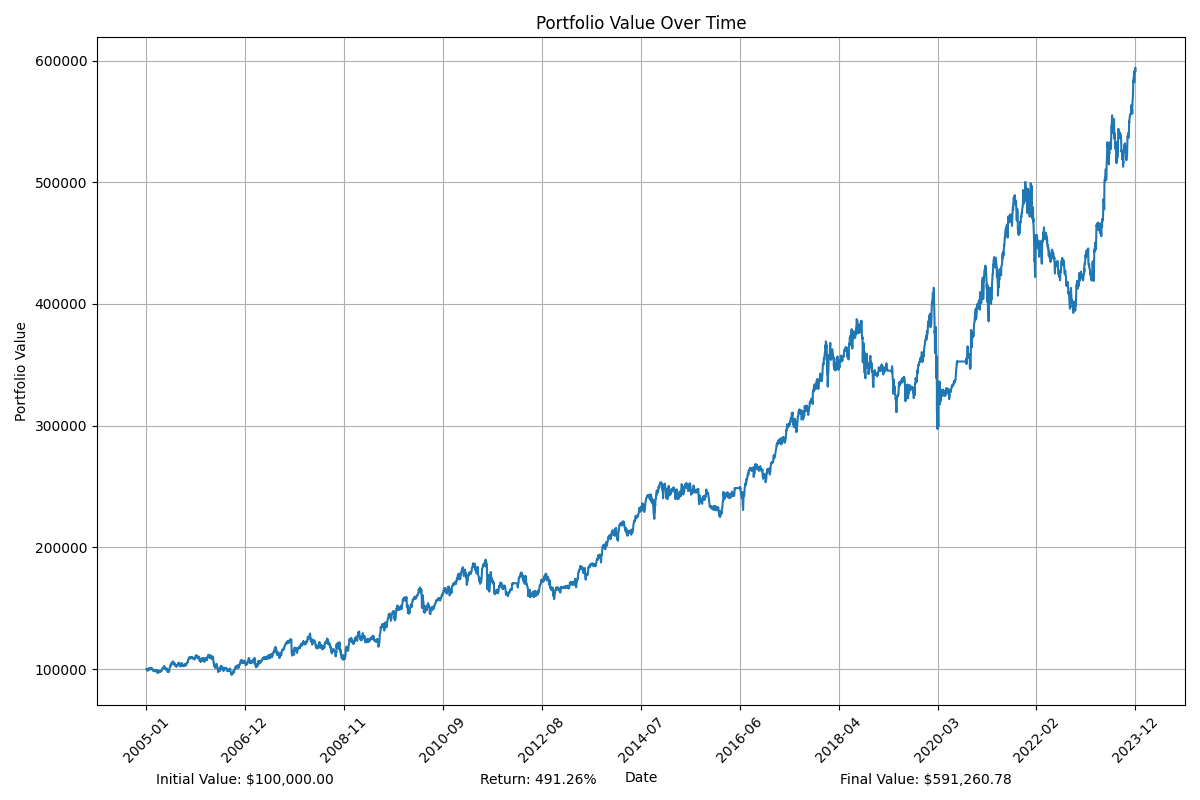 Portfolio Value Over Time
Portfolio Value
600000
500000
400000
300000
200000
100000
2005-01
2006-12
2008-11
2010-09
2012-08
2014-07
2016-06
2018-04
2020-03
2022-02
2023-12
Date
Initial Value: $100,000.00
Return: 491.26%
Final Value: $591,260.78